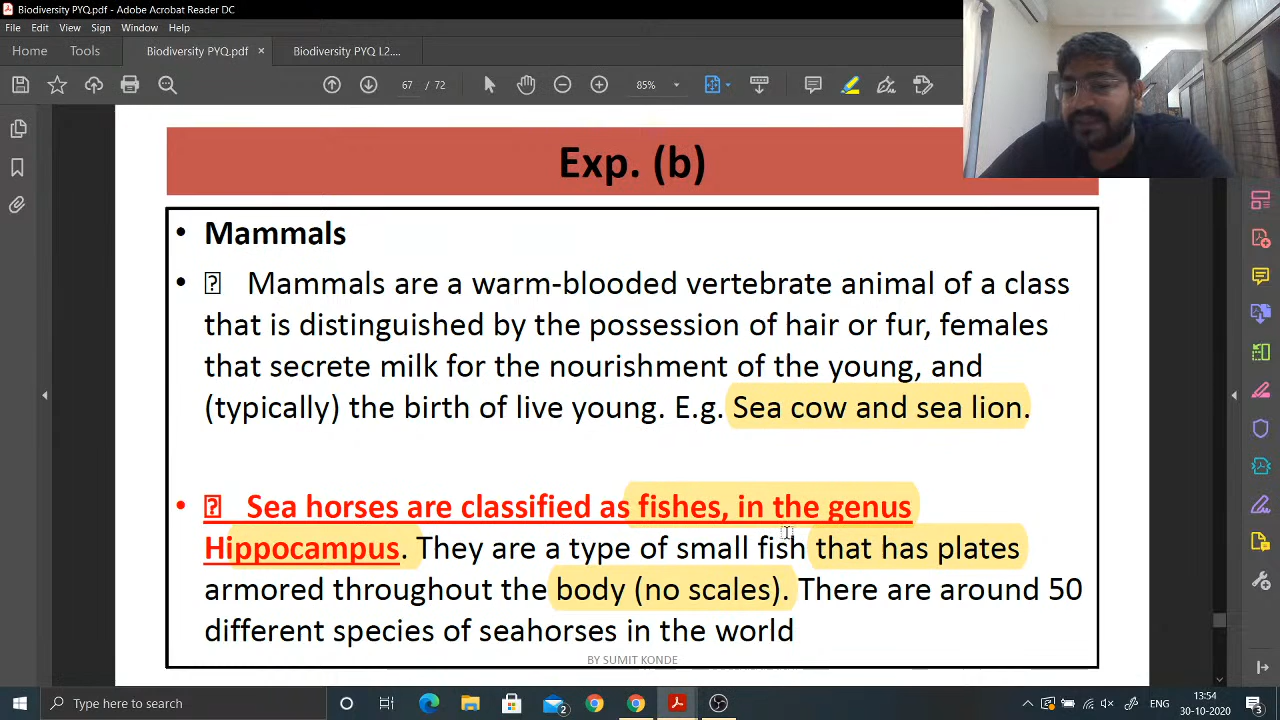 Biodiversity PYQ.pdf - Adobe Acrobat Reader DC
File Edit View Sign Window Help
Home Tools Biodiversity PYQ.pdf × Biodiversity PYQ L2....
67 / 72 85%
Exp. (b)
• Mammals
• Mammals are a warm-blooded vertebrate animal of a class
that is distinguished by the possession of hair or fur, females
that secrete milk for the nourishment of the young, and
(typically) the birth of live young. E.g. Sea cow and sea lion.
• Sea horses are classified as fishes, in the genus
Hippocampus. They are a type of small fish that has plates
armored throughout the body (no scales). There are around 50
different species of seahorses in the world
BY SUMIT KONDE
Type here to search
2
ENG
13:54
30-10-2020
3